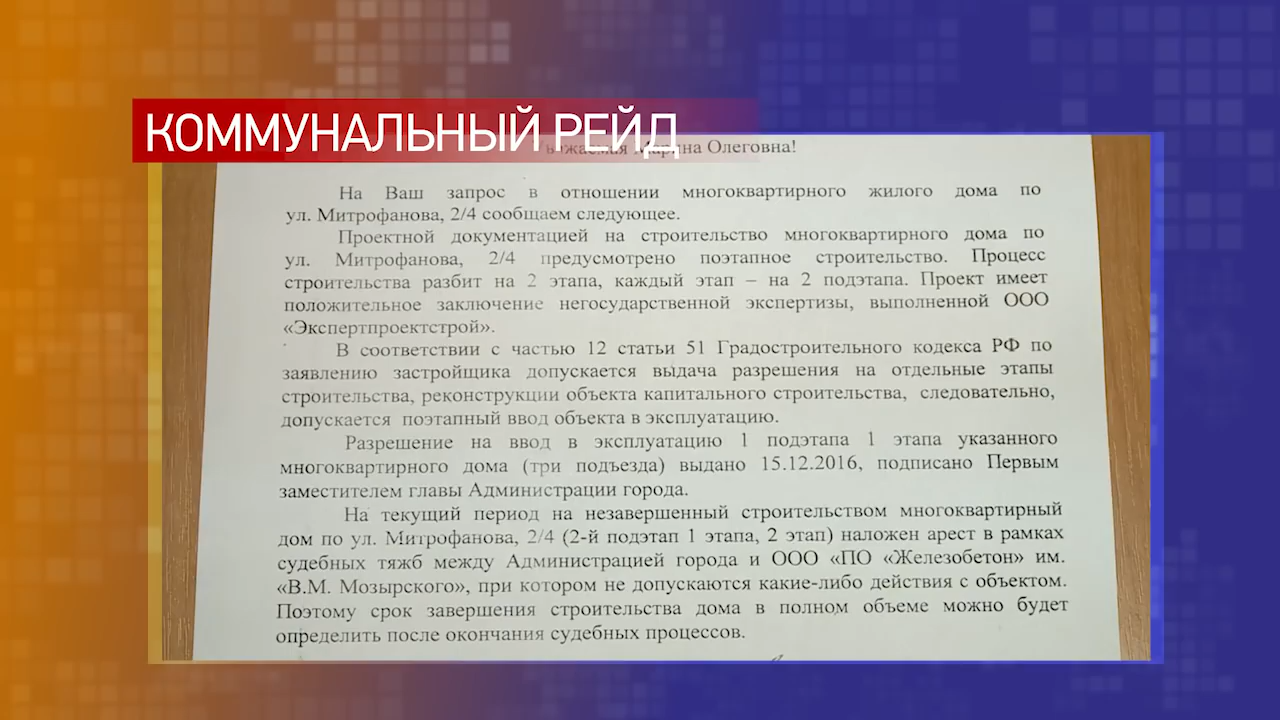 КОММУНАЛЬНЫЙ РЕЙД
Уважаемая Марина Олеговна!
На Ваш запрос в отношении многоквартирного жилого дома по
ул. Митрофанова, 2/4 сообщаем следующее.
Проектной документацией на строительство многоквартирного дома по
ул. Митрофанова, 2/4 предусмотрено поэтапное строительство. Процесс
строительства разбит на 2 этапа, каждый этап – на 2 подэтапа. Проект имеет
положительное заключение негосударственной экспертизы, выполненной ООО
«Экспертпроектстрой».
В соответствии с частью 12 статьи 51 Градостроительного кодекса РФ по
заявлению застройщика допускается выдача разрешения на отдельные этапы
строительства, реконструкции объекта капитального строительства, следовательно,
допускается поэтапный ввод объекта в эксплуатацию.
Разрешение на ввод в эксплуатацию 1 подэтапа 1 этапа указанного
многоквартирного дома (три подъезда) выдано 15.12.2016, подписано Первым
заместителем главы Администрации города.
На текущий период на незавершенный строительством многоквартирный
дом по ул. Митрофанова, 2/4 (2-й подэтап 1 этапа, 2 этап) наложен арест в рамках
судебных тяжб между Администрацией города и ООО «ПО «Железобетон» им.
«В.М. Мозырского», при котором не допускаются какие-либо действия с объектом.
Поэтому срок завершения строительства дома в полном объеме можно будет
определить после окончания судебных процессов.